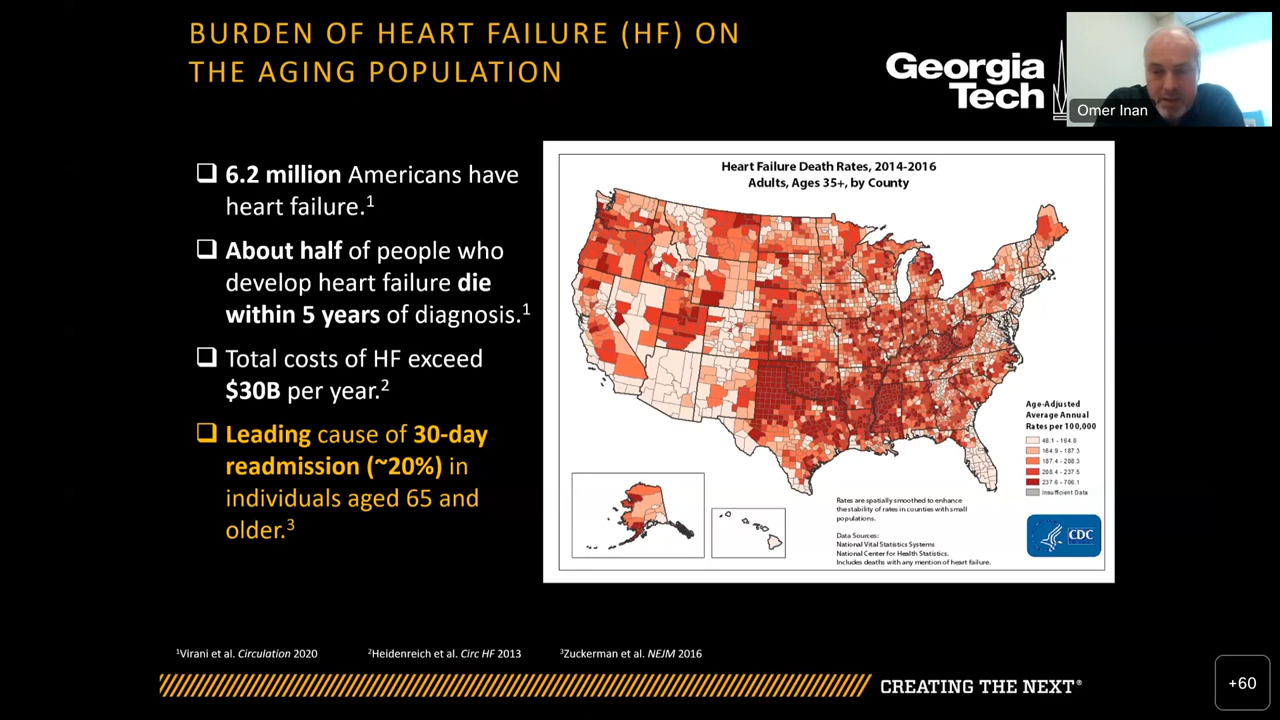 BURDEN OF HEART FAILURE (HF) ON
THE AGING POPULATION
Georgia
Tech
Omer Inan
6.2 million Americans have
heart failure.1
About half of people who
develop heart failure die
within 5 years of diagnosis.1
Total costs of HF exceed
$30B per year.2
Leading cause of 30-day
readmission (~20%) in
individuals aged 65 and
older.3
Heart Failure Death Rates, 2014-2016
Adults, Ages 35+, by County
Age-Adjusted
Average Annual
Rates per 100,000
48.1 - 164.8
164.9 - 187.3
187.4 - 208.3
208.4 - 237.5
237.6 - 706.1
Insufficient Data
Rates are spatially smoothed to enhance
the stability of rates in counties with small
populations.
Data Sources:
National Vital Statistics Systems
National Center for Health Statistics.
Includes deaths with any mention of heart failure.
CDC
1Virani et al. Circulation 2020
2Heidenreich et al. Circ HF 2013
3Zuckerman et al. NEJM 2016
CREATING THE NEXT®
+60